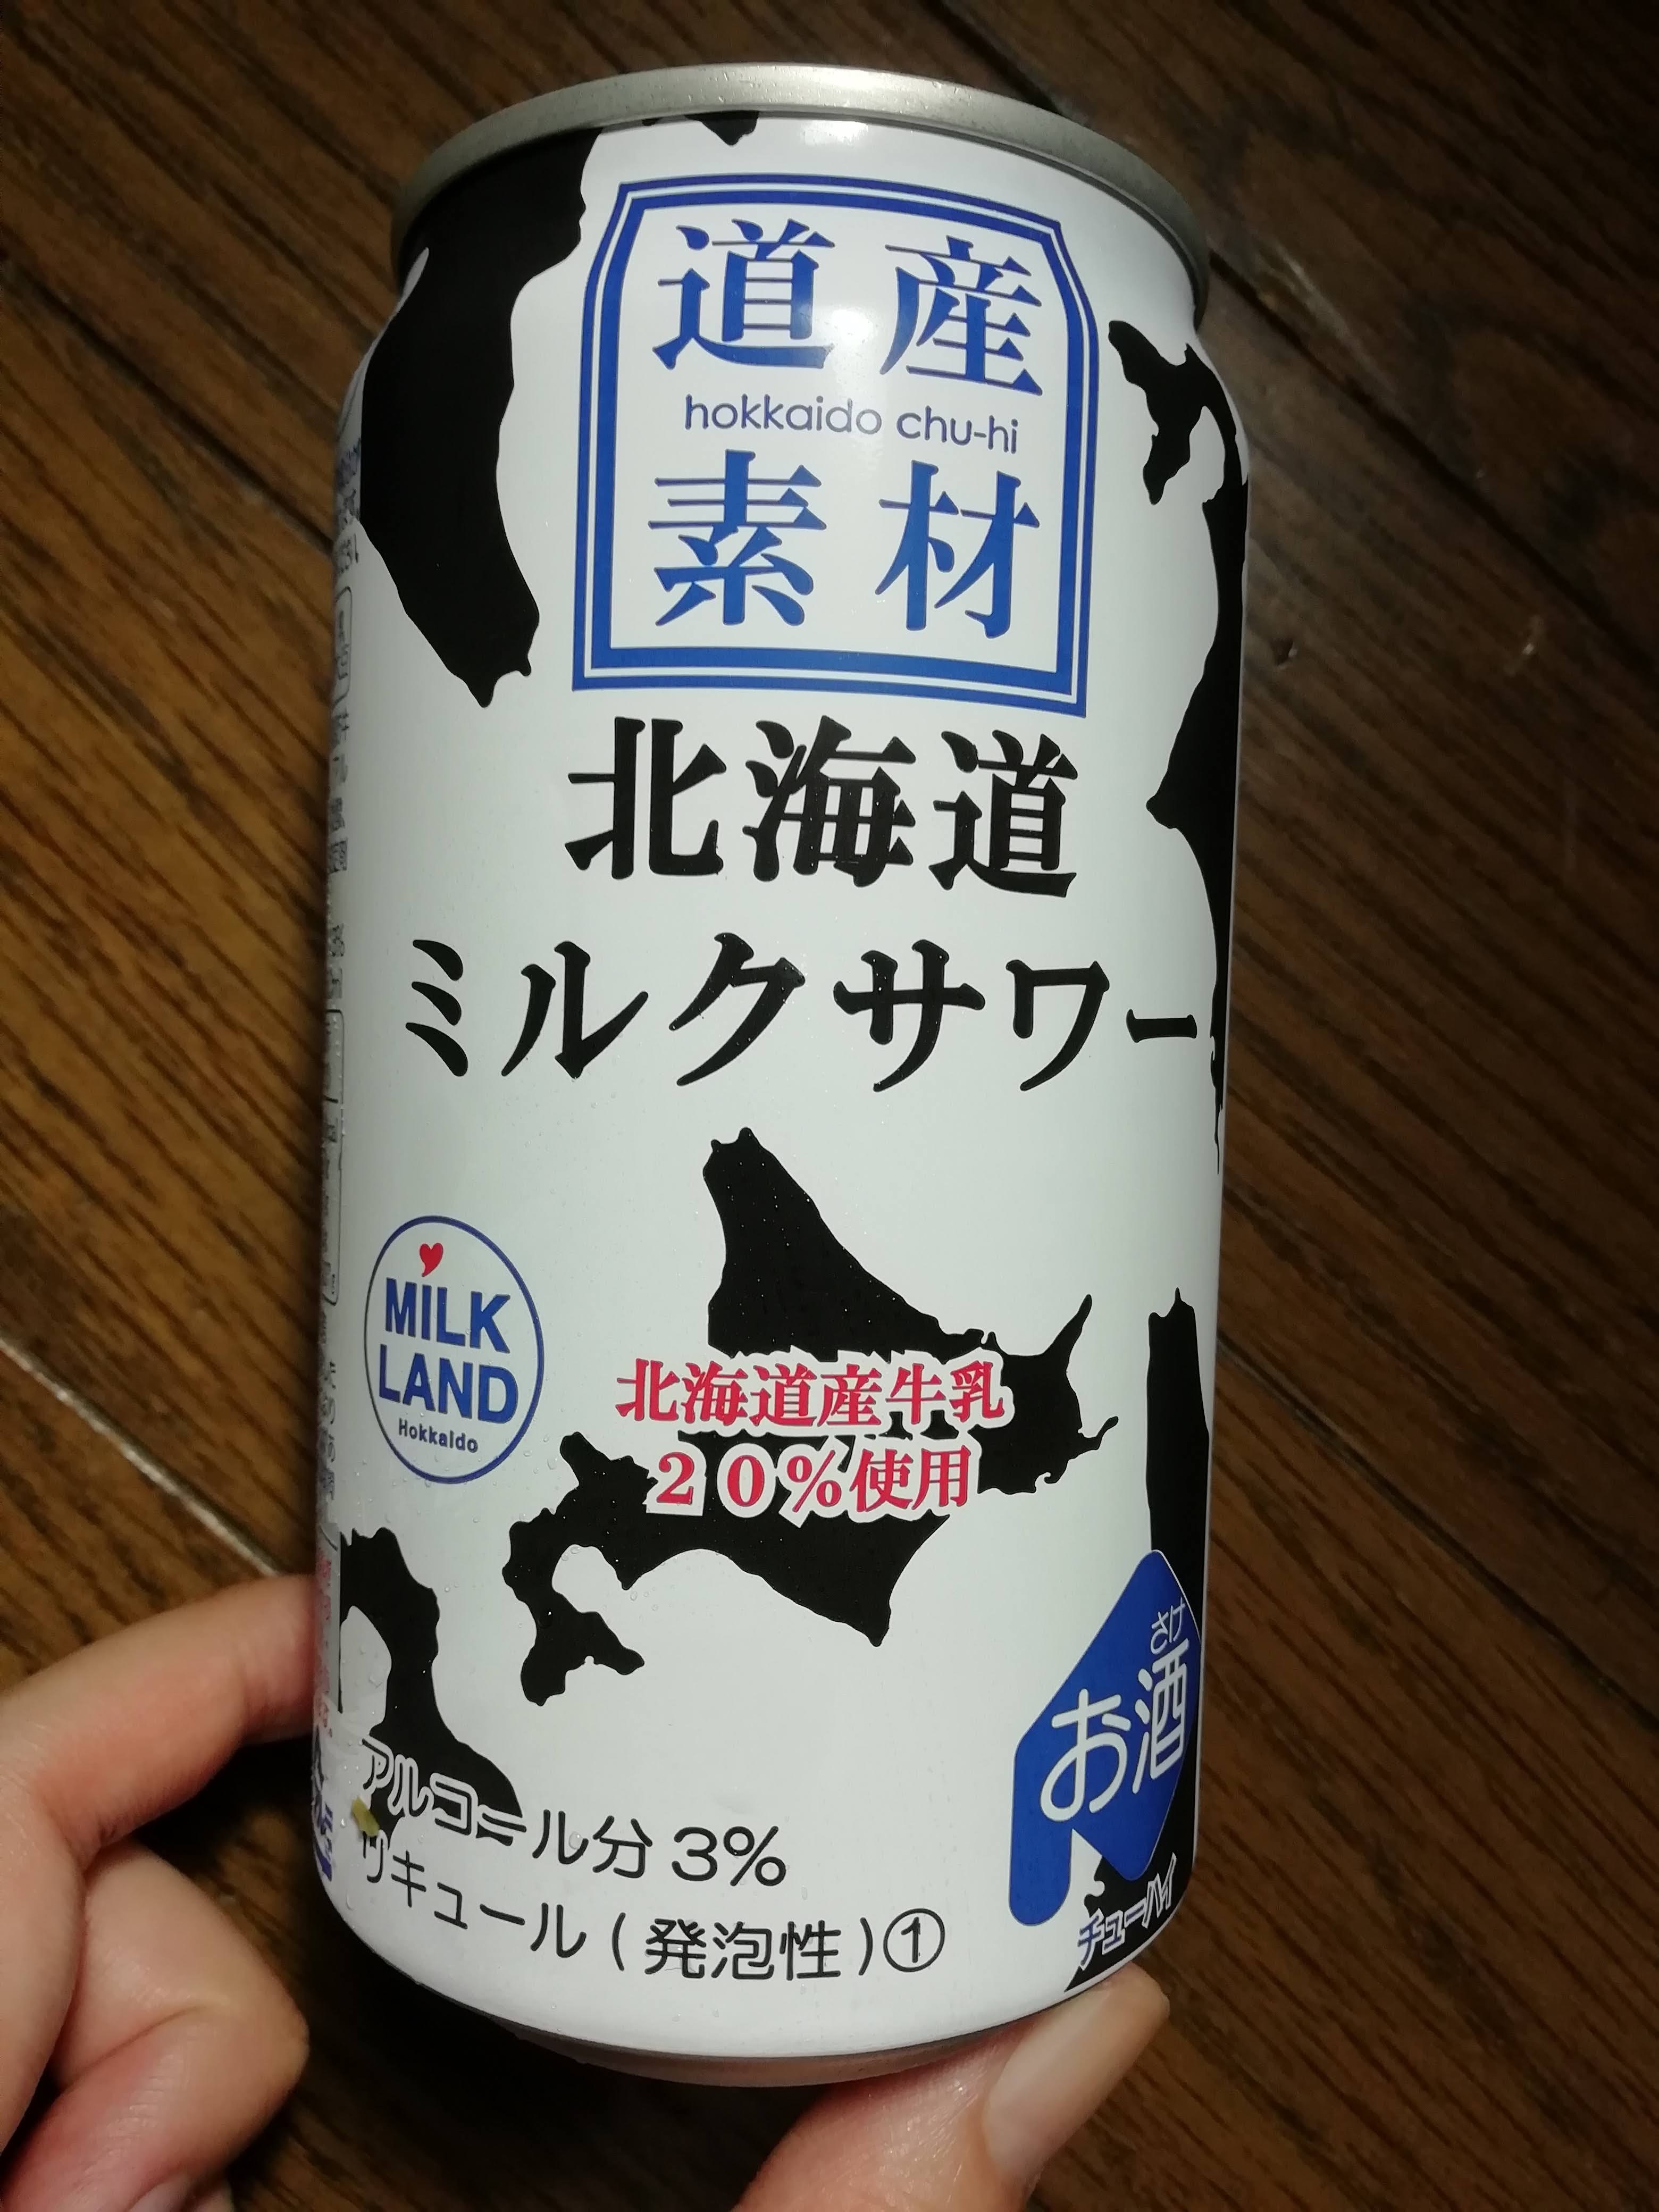 道産
hokkaido chu-hi
素材
北海道
ミルクサワー
MILK
LAND
Hokkaido
北海道産牛乳
20%使用
さけ
お酒
チューハイ
アルコール分 3%
リキュール(発泡性)①